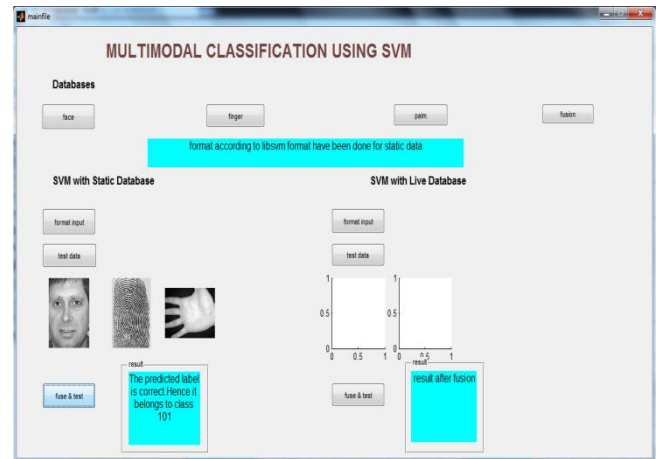 mainfile
MULTIMODAL CLASSIFICATION USING SVM
Databases
face
finger
palm
fusion
format according to libsvm format have been done for static data
SVM with Static Database
format input
test data
result
The predicted label
is correct.Hence it
belongs to class
101
fuse & test
SVM with Live Database
format input
test data
1
0.5
0
0 0.5 1
1
0.5
0
0 0.5 1
result
result after fusion
fuse & test